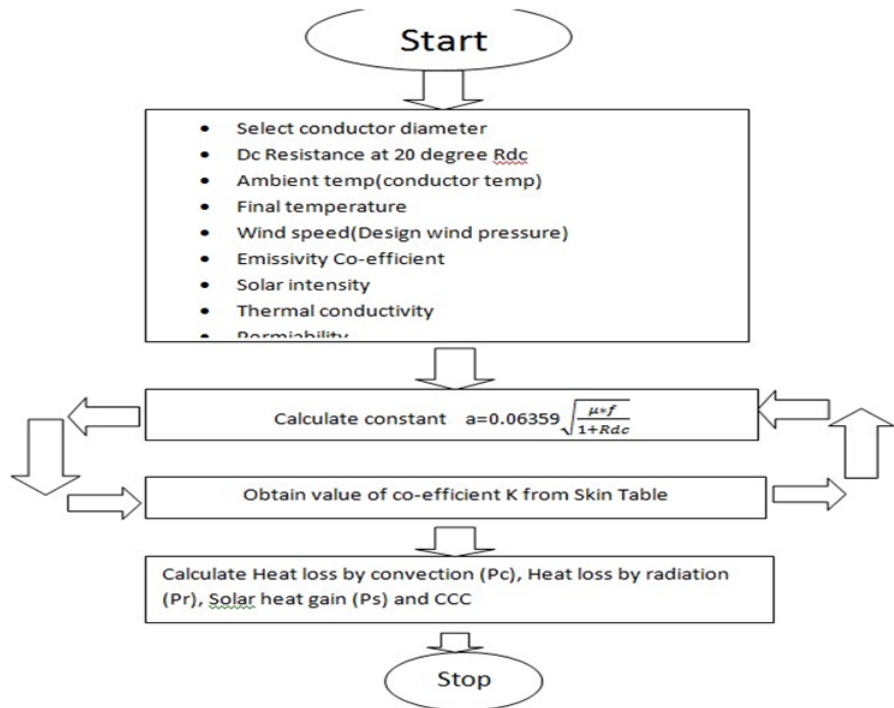 Start
• Select conductor diameter
• Dc Resistance at 20 degree Rdc
• Ambient temp(conductor temp)
• Final temperature
• Wind speed(Design wind pressure)
• Emissivity Co-efficient
• Solar intensity
• Thermal conductivity
• Permiability
Calculate constant a=0.06359√(μ*f/1+Rdc)
Obtain value of co-efficient K from Skin Table
Calculate Heat loss by convection (Pc), Heat loss by radiation
(Pr), Solar heat gain (Ps) and CCC
Stop